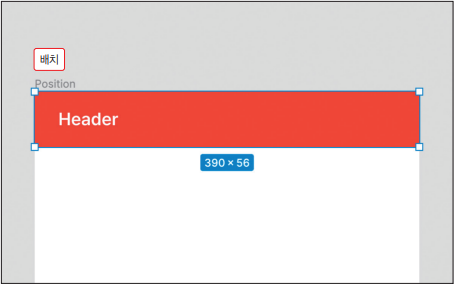 배치
Position
Header
390 × 56